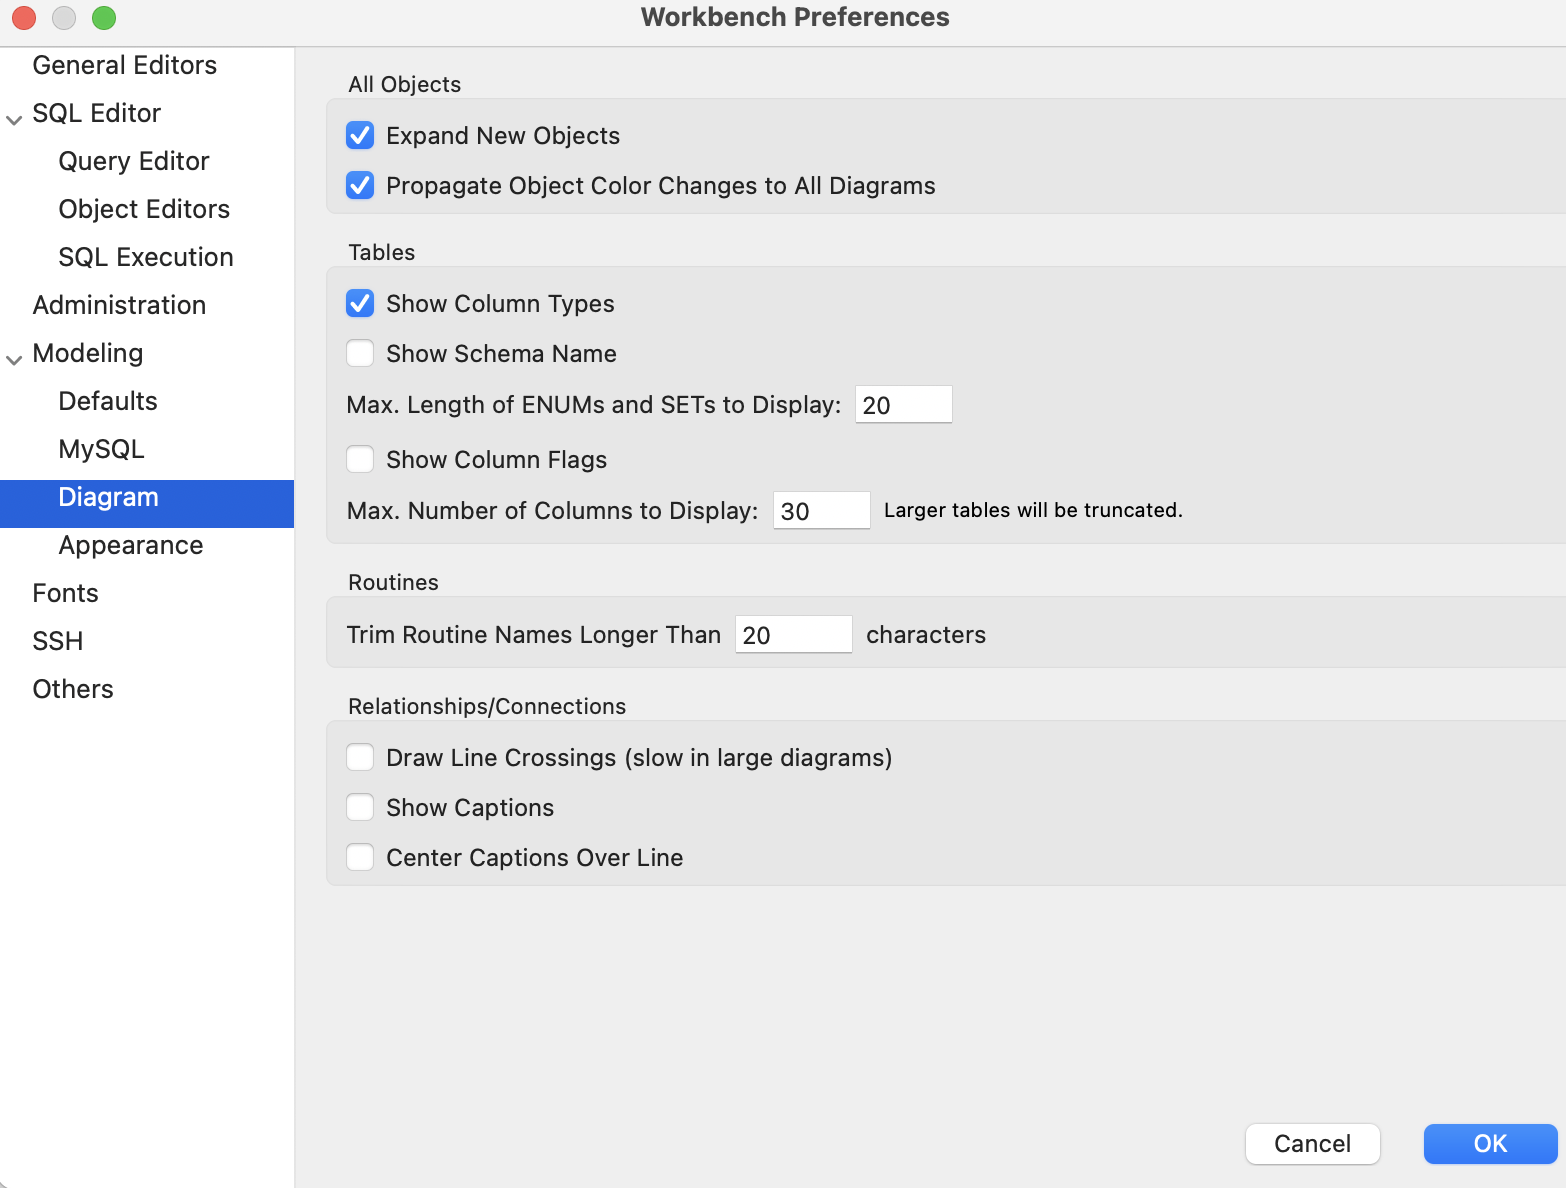 Workbench Preferences
General Editors
SQL Editor
Query Editor
Object Editors
SQL Execution
Administration
Modeling
Defaults
MySQL
Diagram
Appearance
Fonts
SSH
Others
All Objects
Expand New Objects
Propagate Object Color Changes to All Diagrams
Tables
Show Column Types
Show Schema Name
Max. Length of ENUMs and SETs to Display: 20
Show Column Flags
Max. Number of Columns to Display: 30 Larger tables will be truncated.
Routines
Trim Routine Names Longer Than 20 characters
Relationships/Connections
Draw Line Crossings (slow in large diagrams)
Show Captions
Center Captions Over Line
Cancel OK